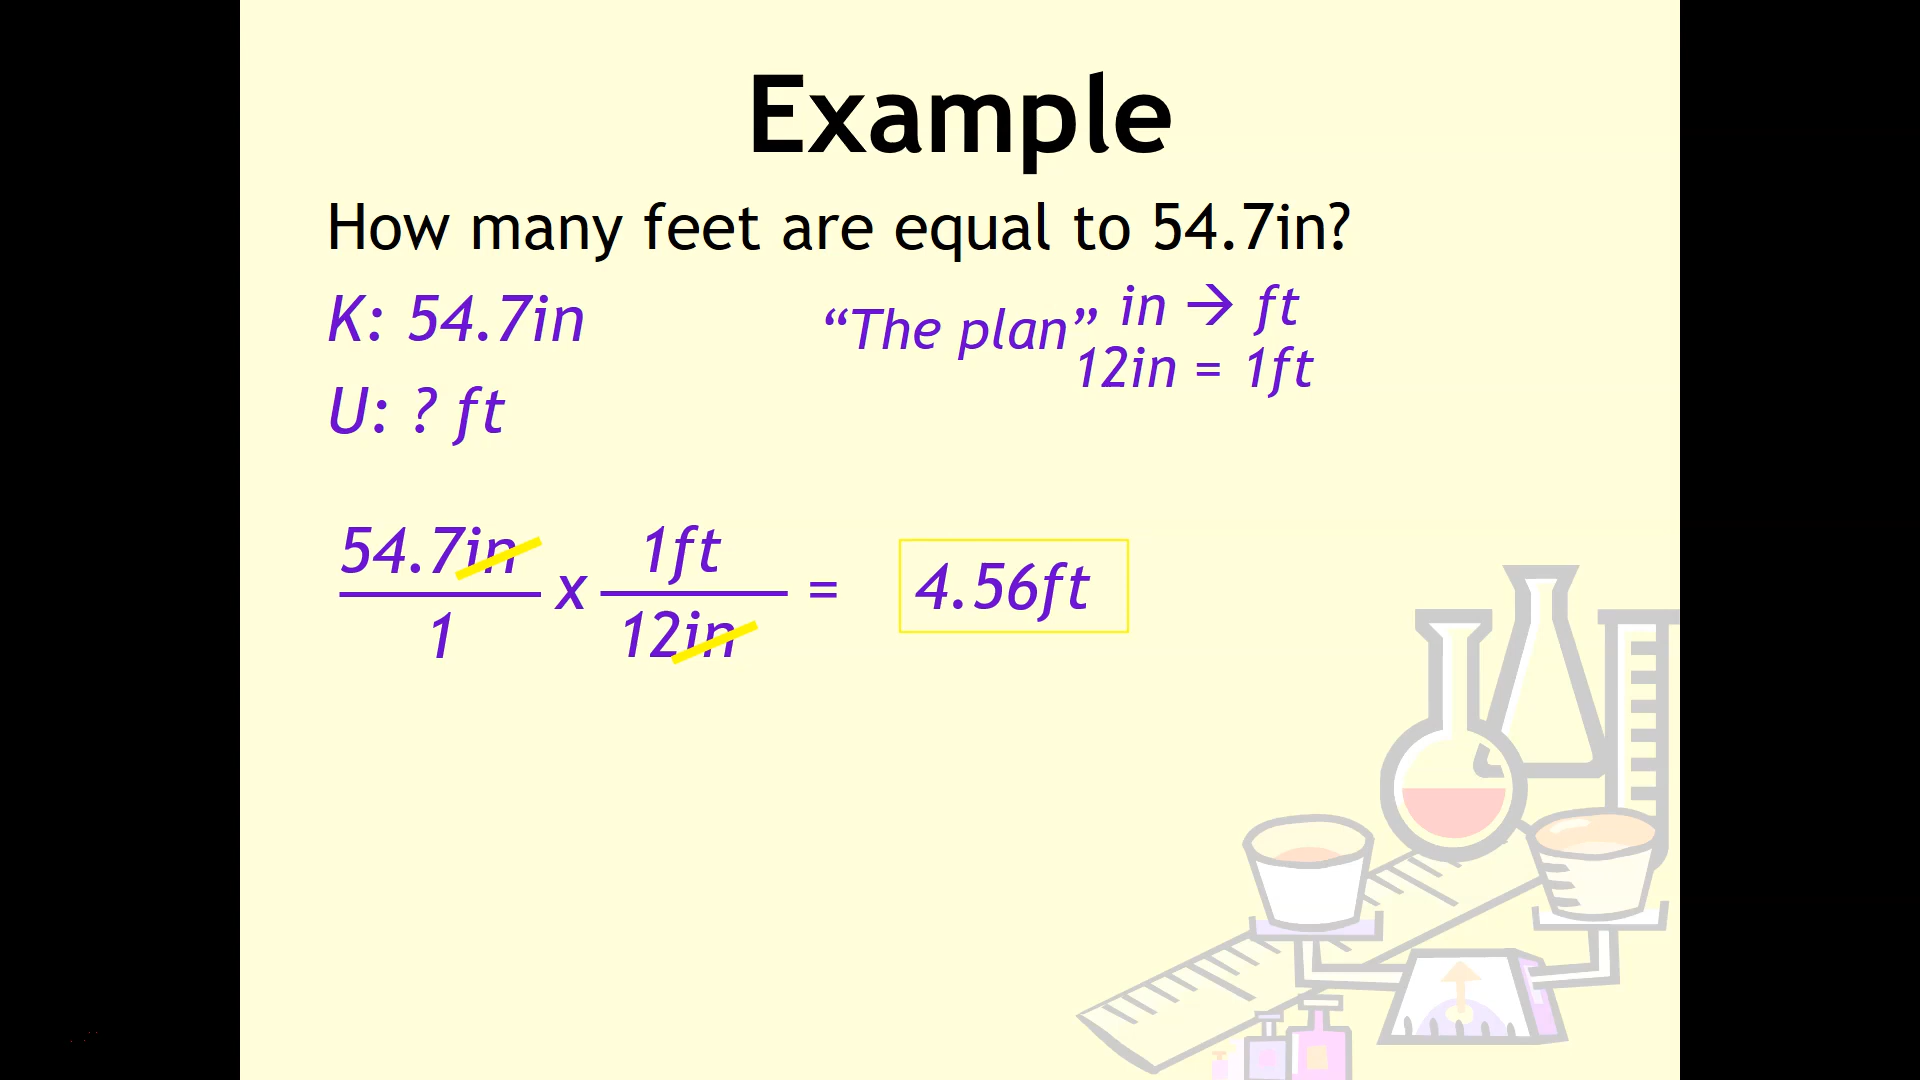 Example
How many feet are equal to 54.7in?
K: 54.7in
“The plan”
in → ft
12in = 1ft
U: ? ft
54.7in 1ft
x = 4.56ft
1 12in